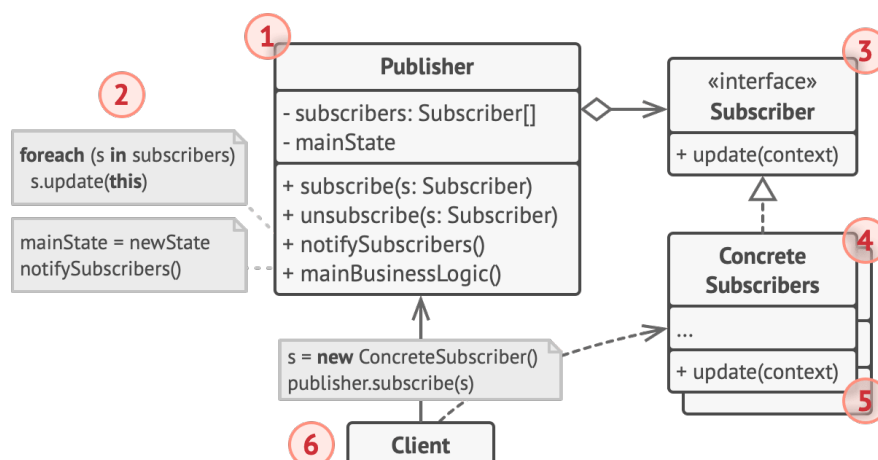 1
Publisher
- subscribers: Subscriber[]
- mainState
+ subscribe(s: Subscriber)
+ unsubscribe(s: Subscriber)
+ notifySubscribers()
+ mainBusinessLogic()
2
foreach (s in subscribers)
s.update(this)
mainState = newState
notifySubscribers()
3
«interface»
Subscriber
+ update(context)
4
Concrete
Subscribers
...
+ update(context)
5
s = new ConcreteSubscriber()
publisher.subscribe(s)
6
Client